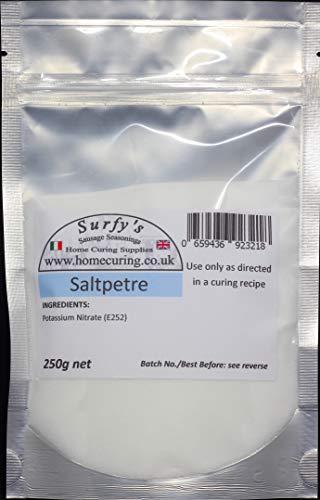 Surfy's
Sausage Seasonings
Home Curing Supplies
www.homecuring.co.uk
Saltpetre
0 659436 923218
Use only as directed
in a curing recipe
INGREDIENTS:
Potassium Nitrate (E252)
250g net
Batch No./Best Before: see reverse